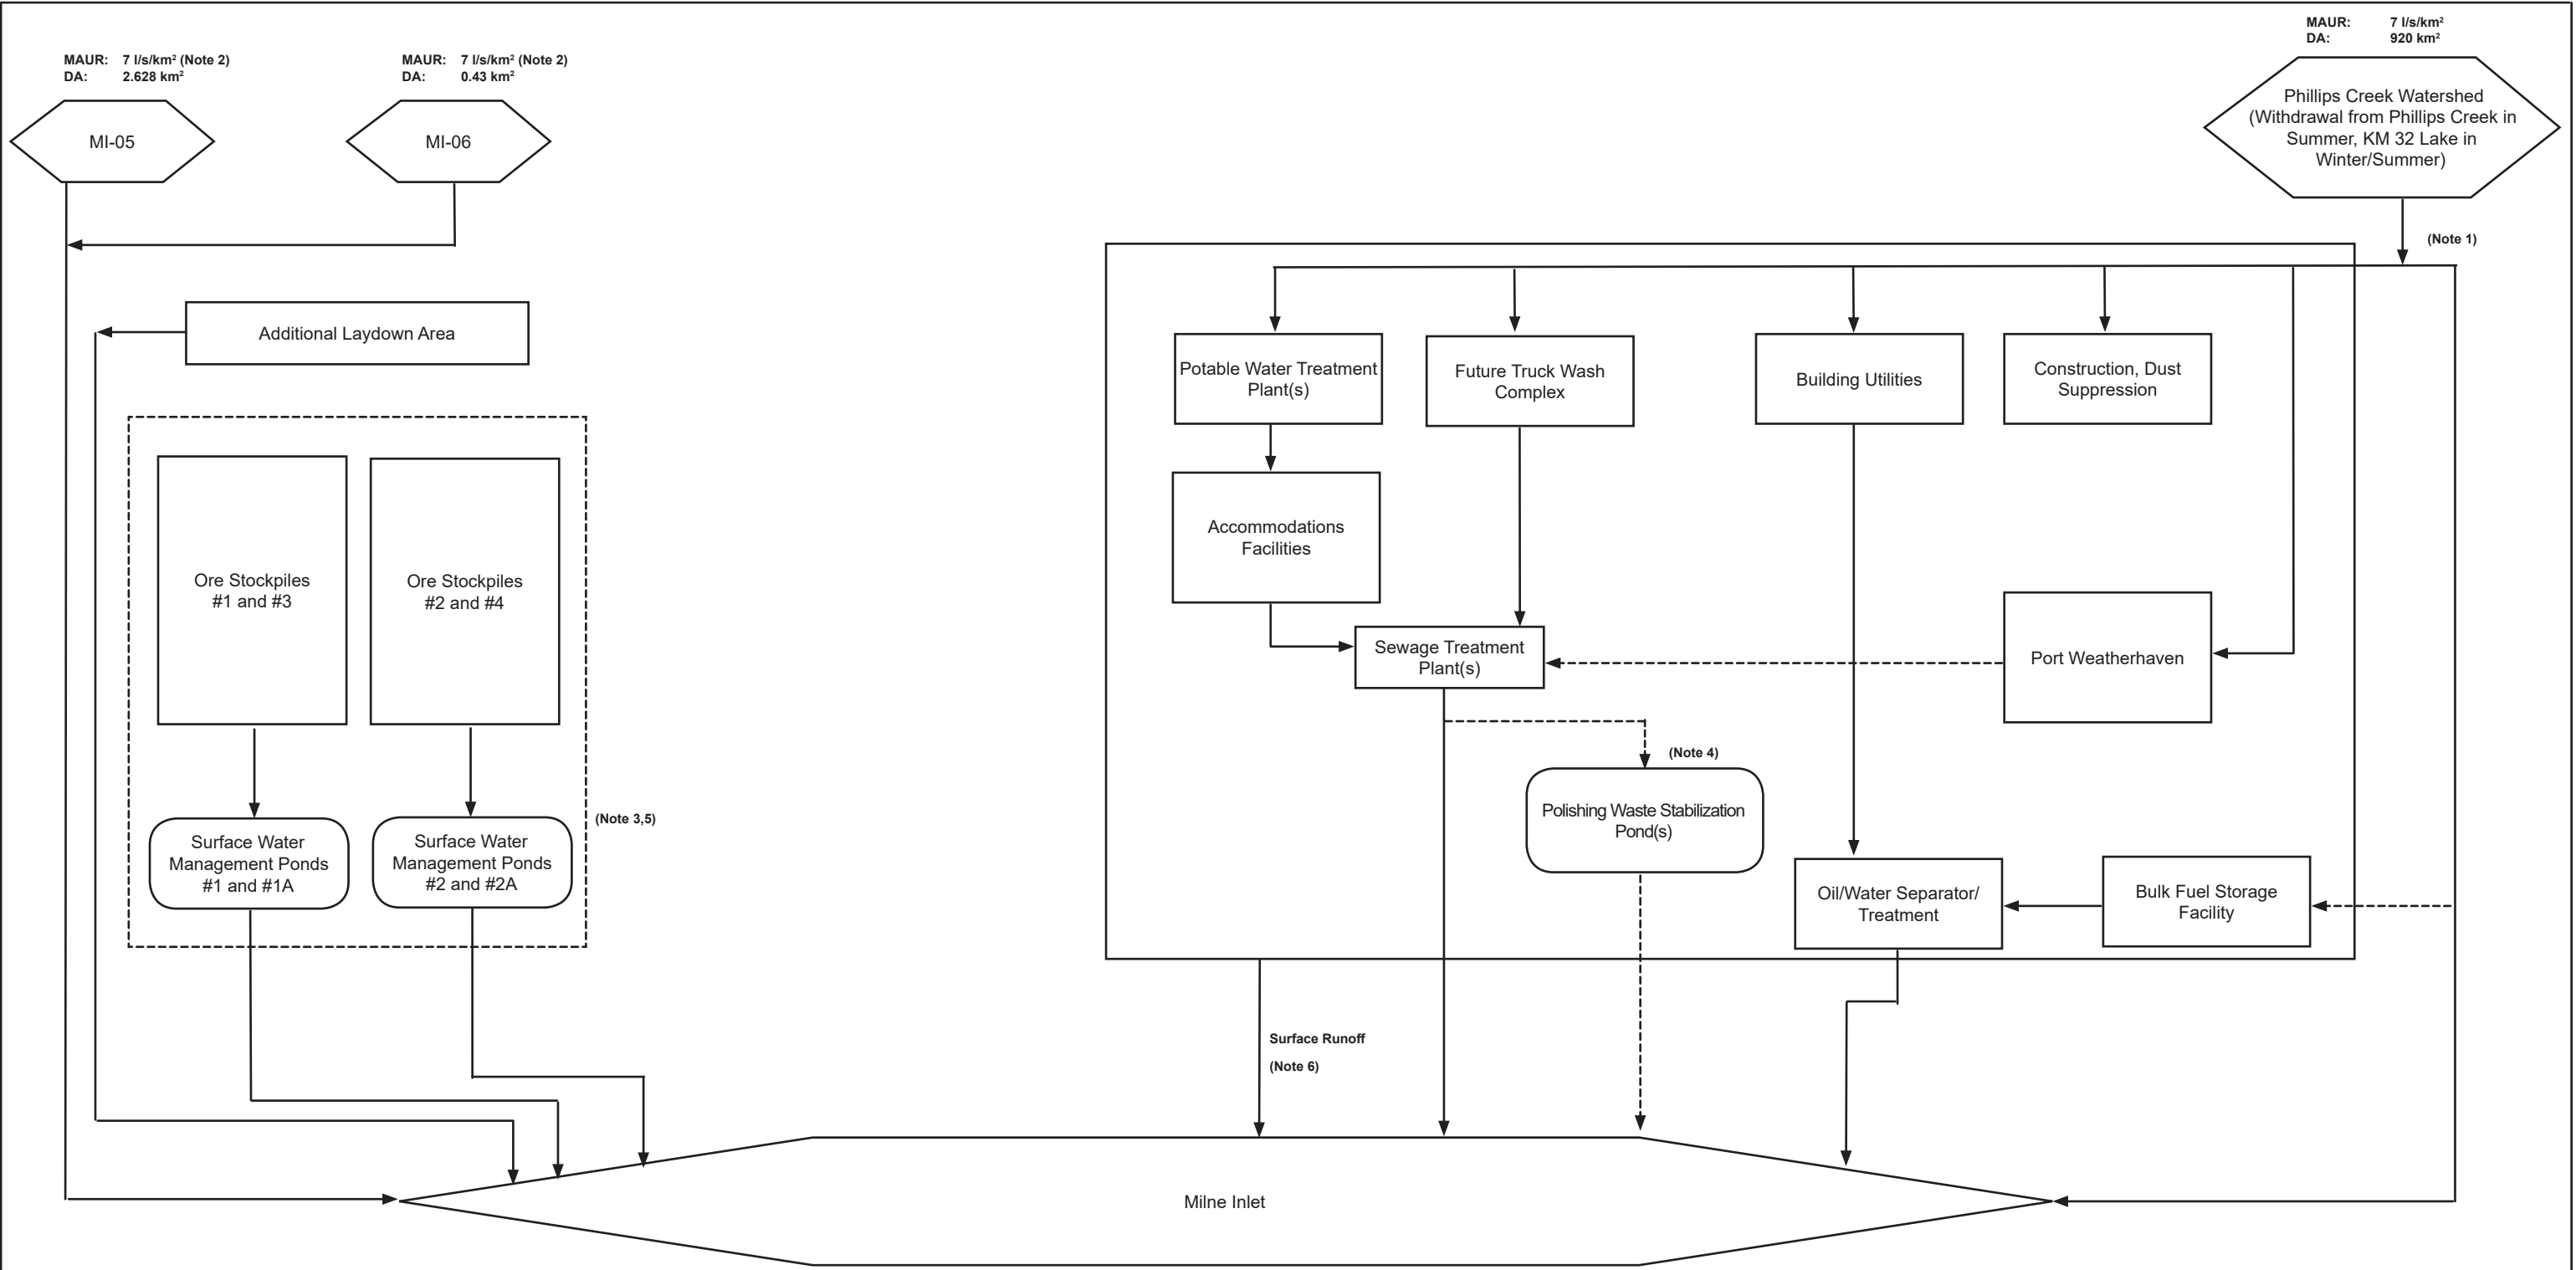 MAUR: 7 l/s/km²
DA: 920 km²
MAUR: 7 l/s/km² (Note 2)
DA: 2.628 km²
MAUR: 7 l/s/km² (Note 2)
DA: 0.43 km²
MI-05
MI-06
Phillips Creek Watershed
(Withdrawal from Phillips Creek in
Summer, KM 32 Lake in
Winter/Summer)
(Note 1)
Additional Laydown Area
Potable Water Treatment
Plant(s)
Future Truck Wash
Complex
Building Utilities
Construction, Dust
Suppression
Accommodations
Facilities
Ore Stockpiles
#1 and #3
Ore Stockpiles
#2 and #4
Sewage Treatment
Plant(s)
Port Weatherhaven
(Note 4)
Polishing Waste Stabilization
Pond(s)
(Note 3,5)
Surface Water
Management Ponds
#1 and #1A
Surface Water
Management Ponds
#2 and #2A
Oil/Water Separator/
Treatment
Bulk Fuel Storage
Facility
Surface Runoff
(Note 6)
Milne Inlet